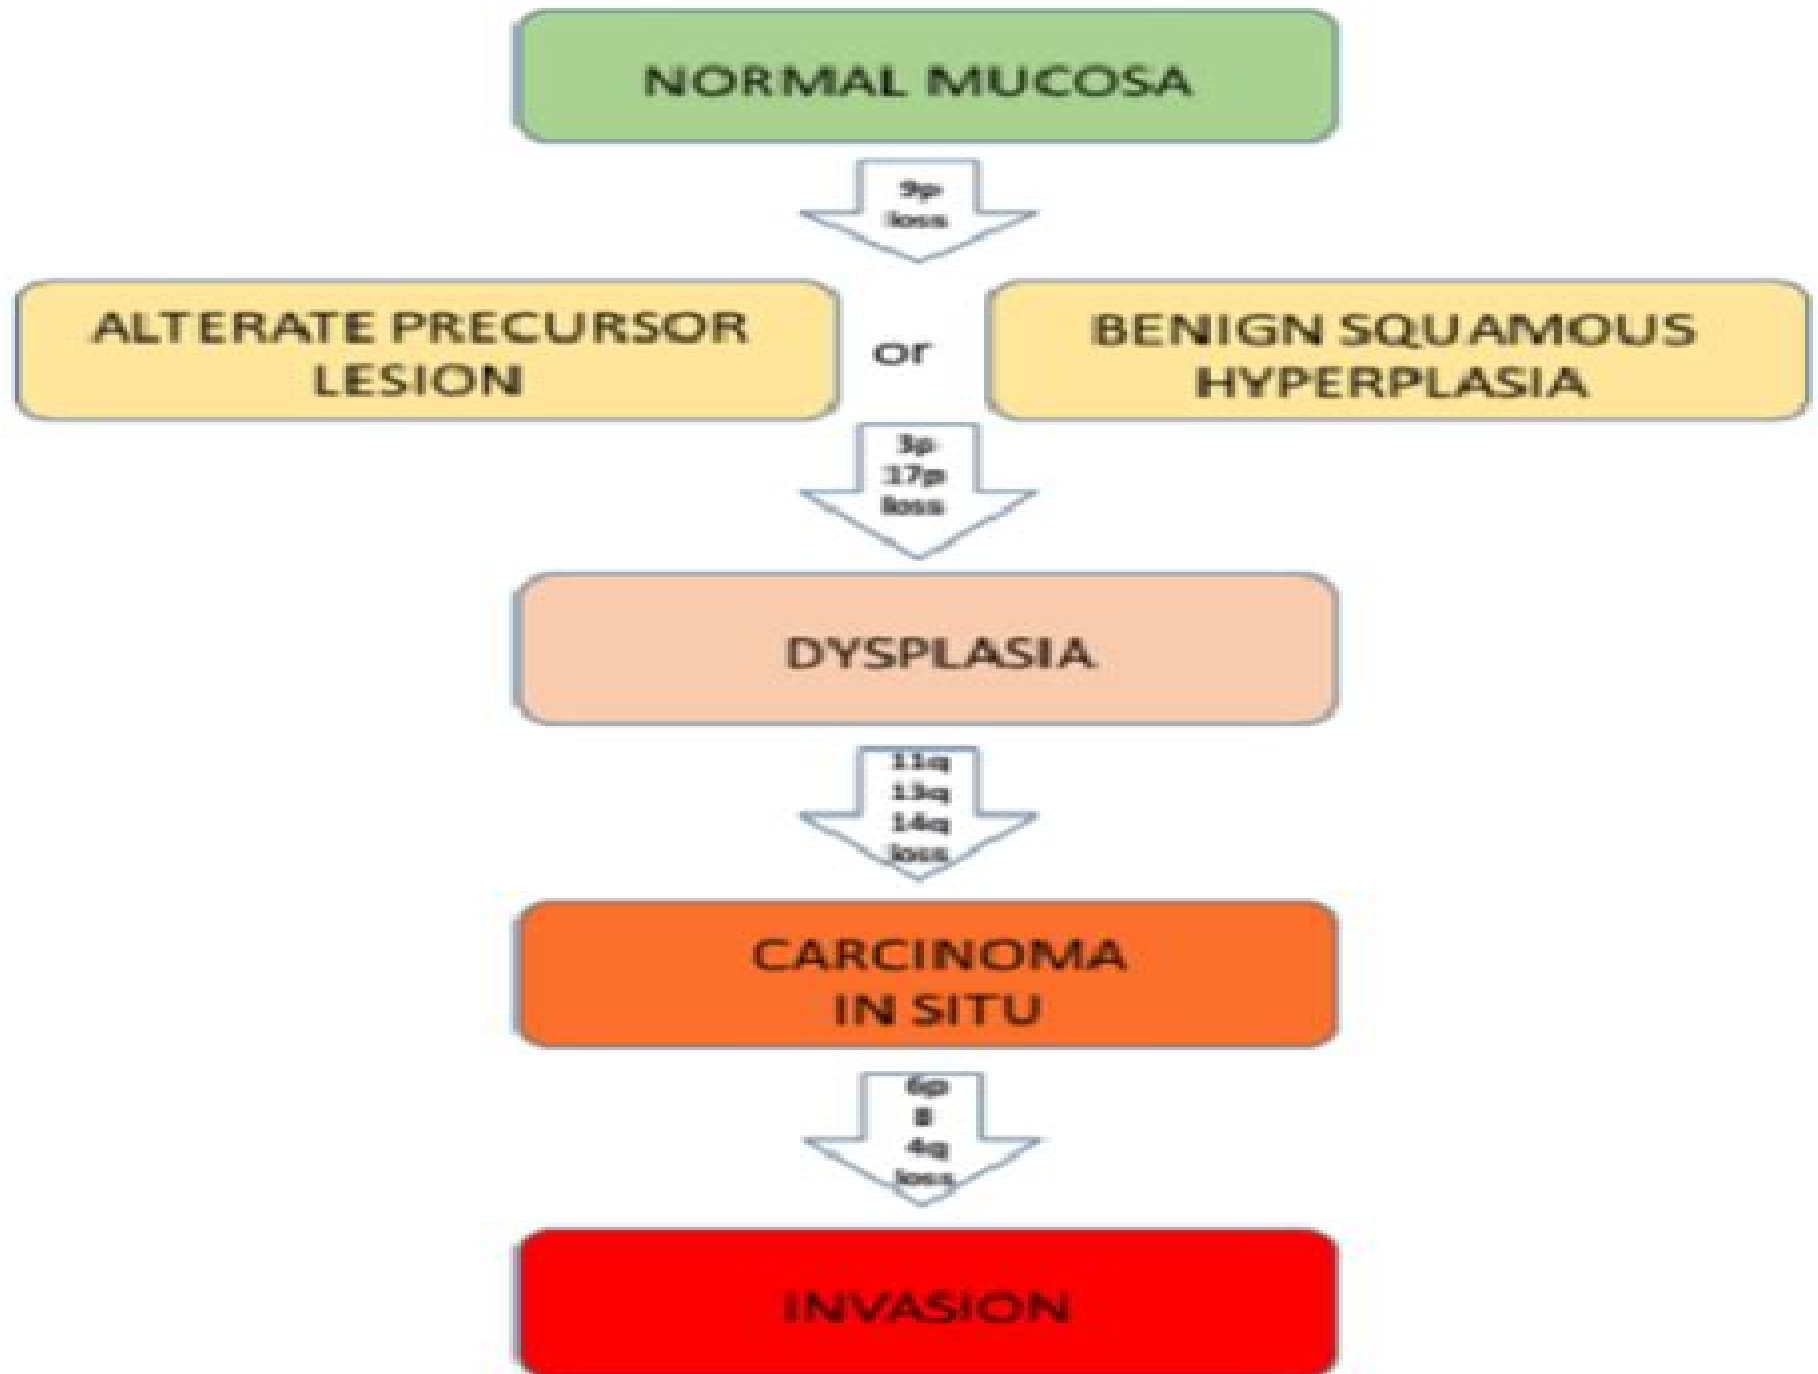 NORMAL MUCOSA
9p
loss
ALTERATE PRECURSOR
LESION
or
BENIGN SQUAMOUS
HYPERPLASIA
3p
17p
loss
DYSPLASIA
11q
13q
14q
loss
CARCINOMA
IN SITU
6p
8
4q
loss
INVASION